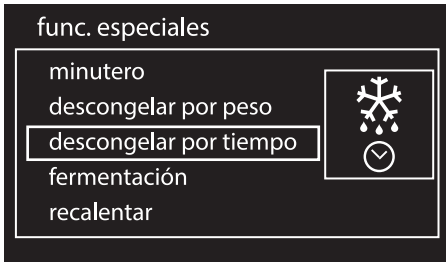 func. especiales
minutero
descongelar por peso
descongelar por tiempo
fermentación
recalentar